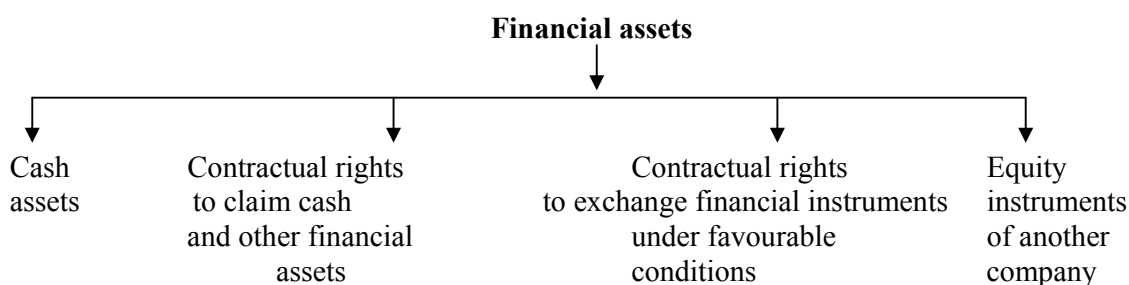 Financial assets
Cash
assets
Contractual rights
to claim cash
and other financial
assets
Contractual rights
to exchange financial instruments
under favourable
conditions
Equity
instruments
of another
company